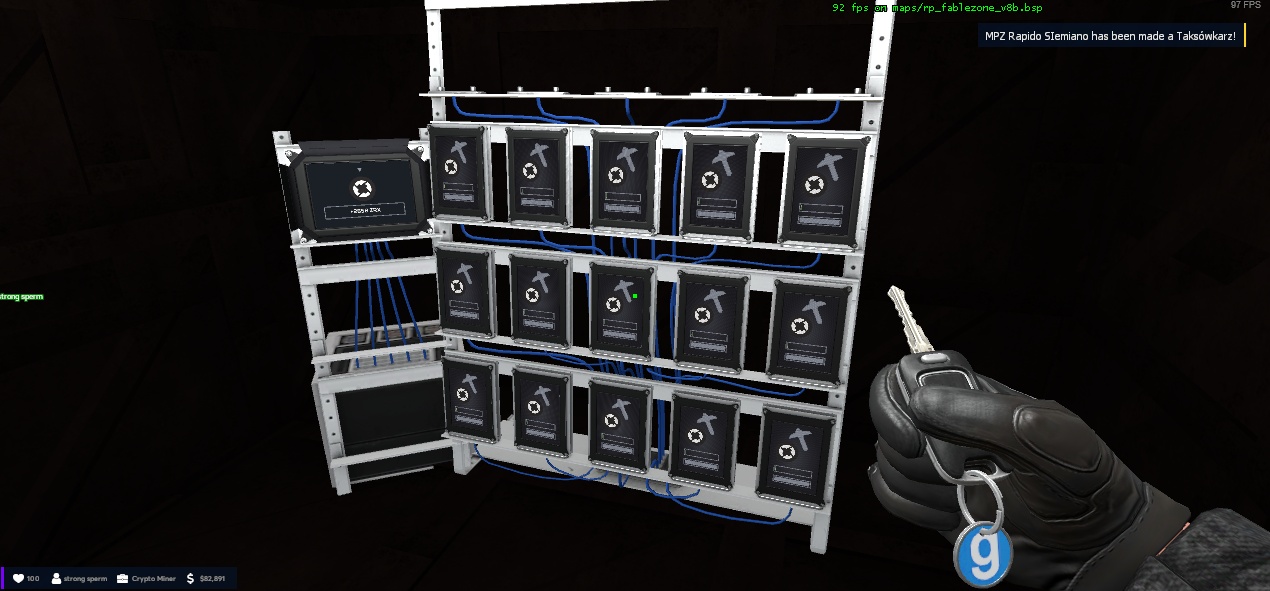 92 fps on maps/rp_fablezone_v8b.bsp
97 FPS
MPZ Rapido SIemiano has been made a Taksówkarz!
strong sperm
g
100
strong sperm
Crypto Miner
$82,891